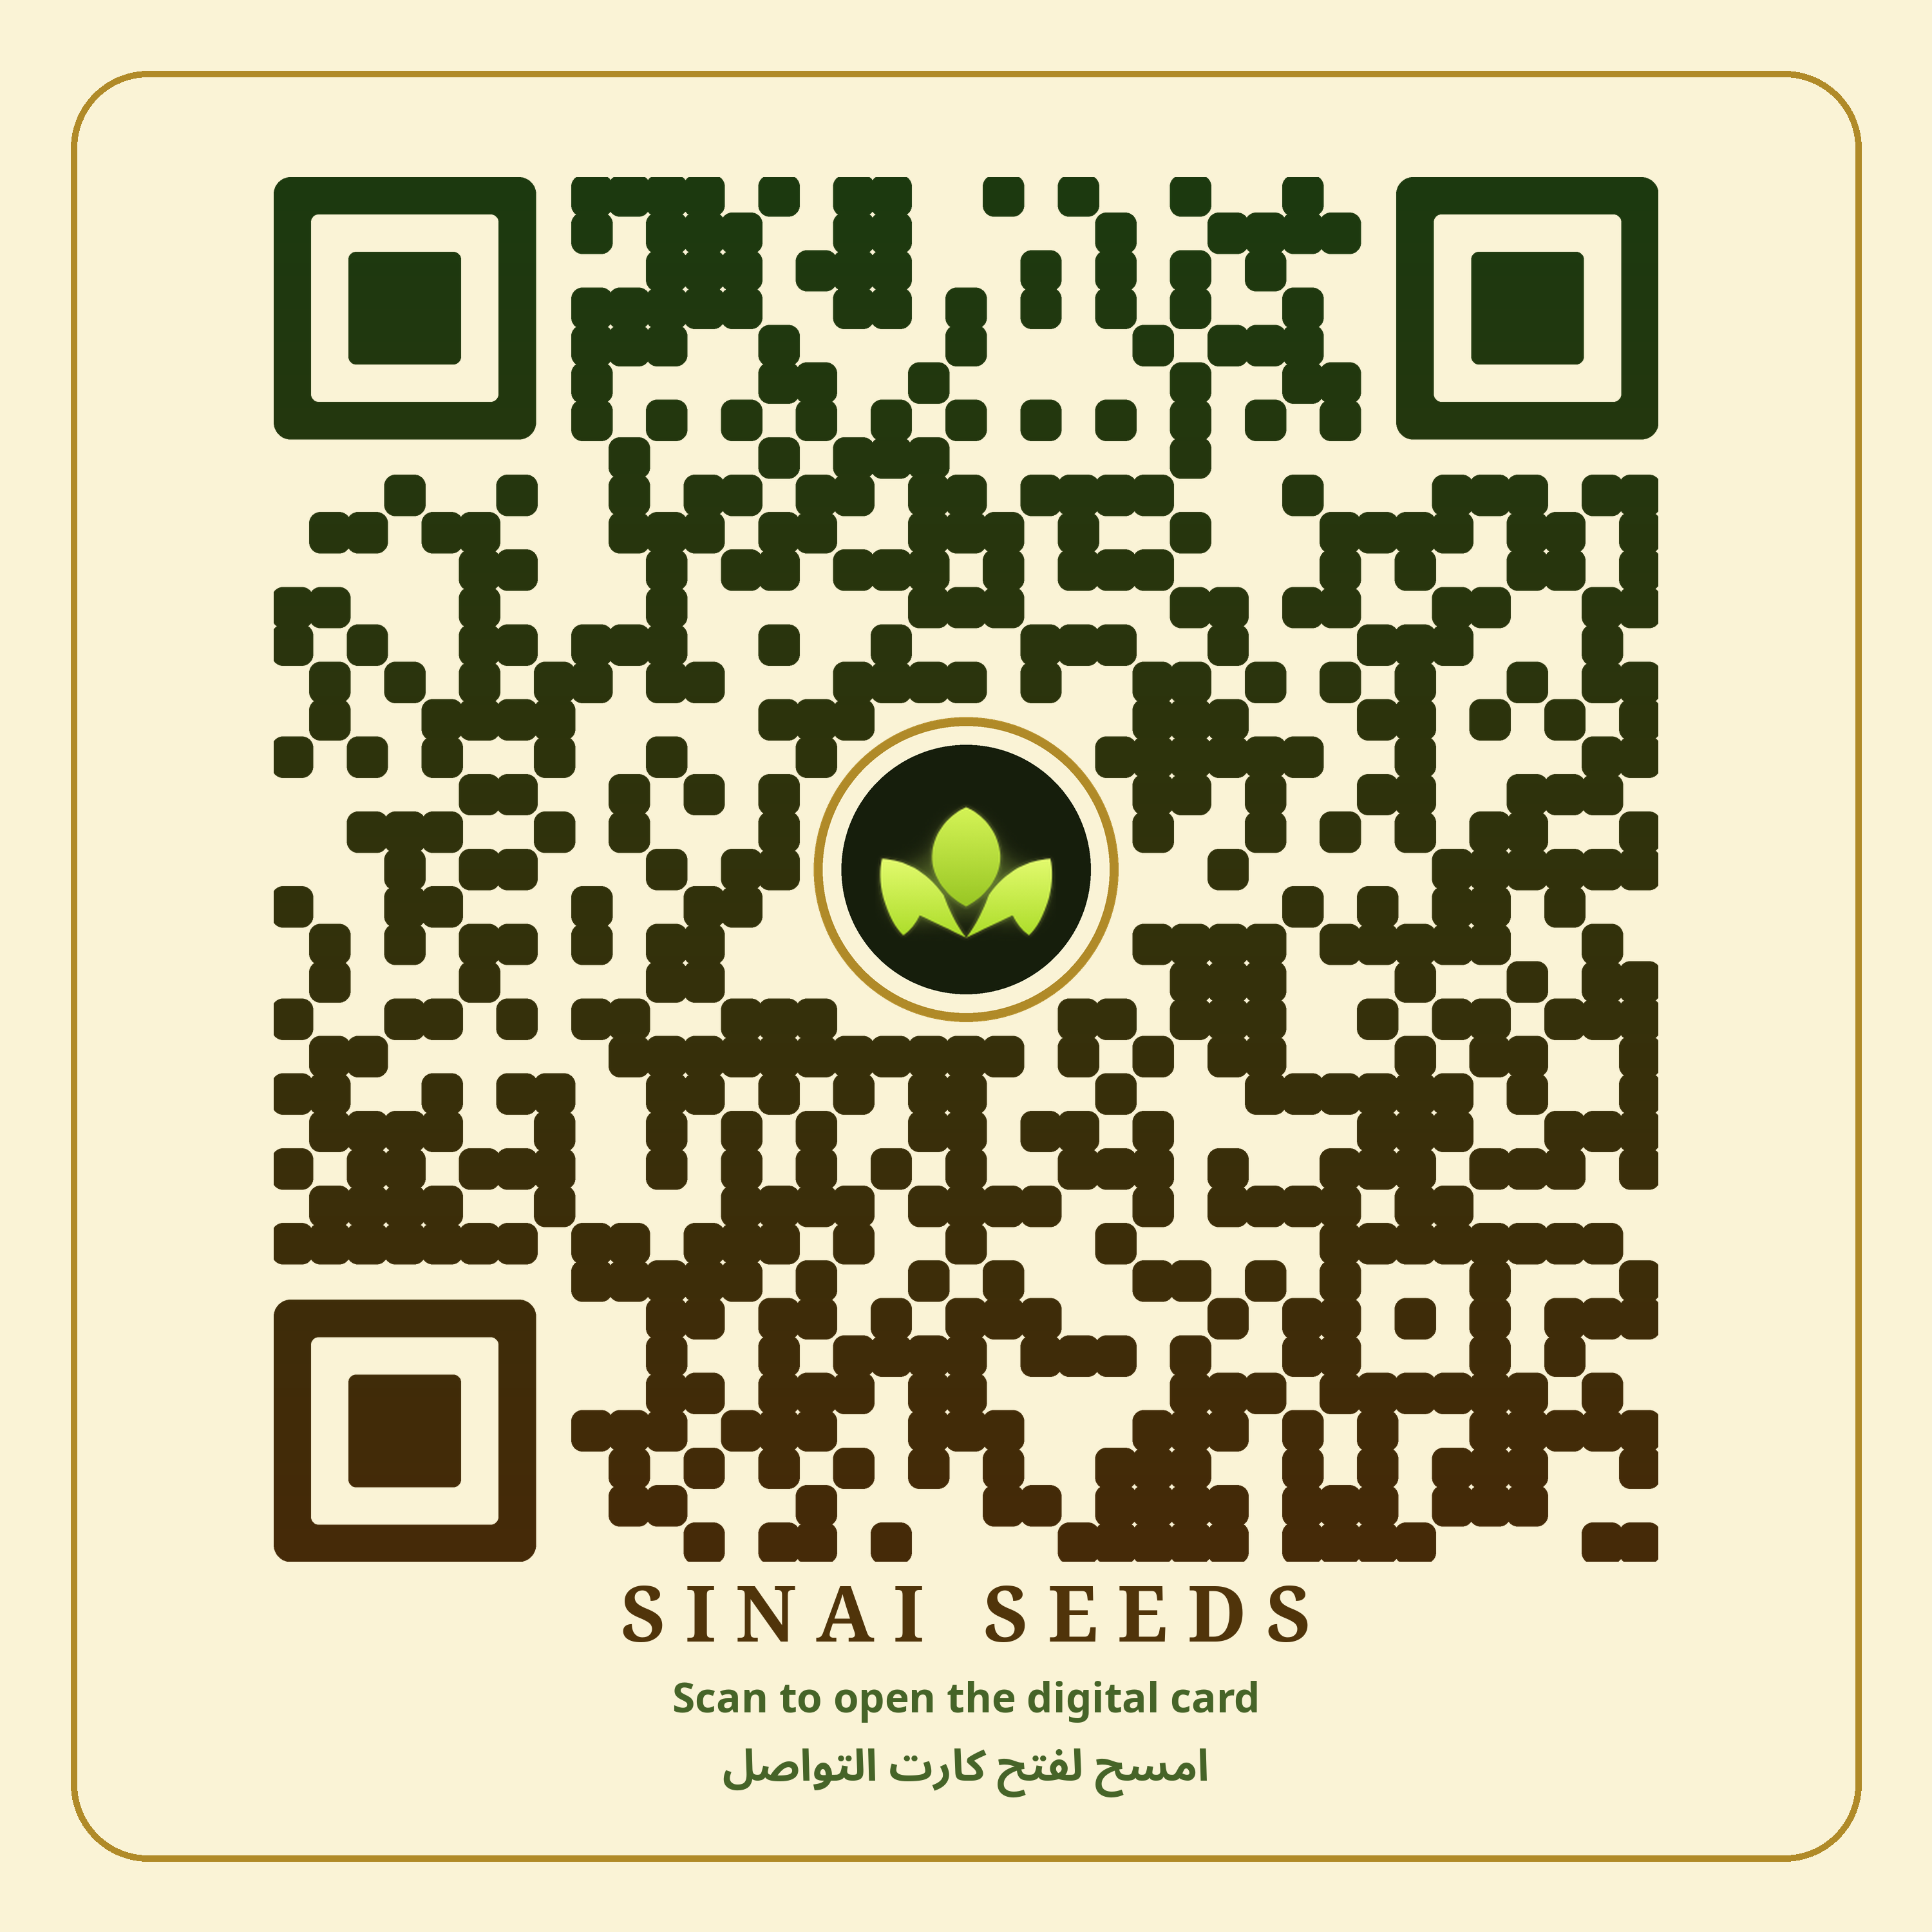 SINAI SEEDS
Scan to open the digital card
امسح لفتح كارت التواصل